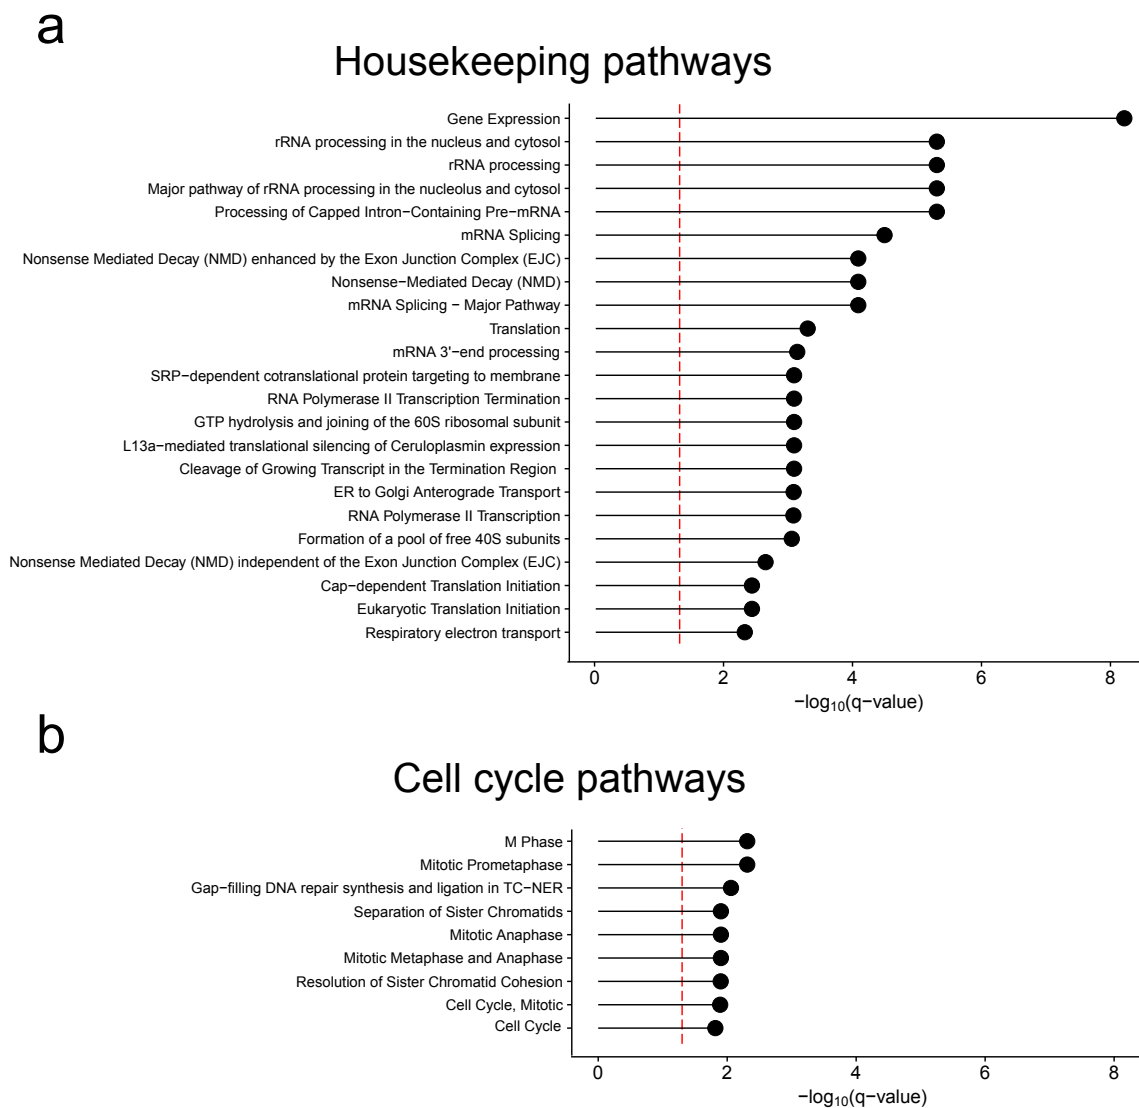 a
Housekeeping pathways
Gene Expression
rRNA processing in the nucleus and cytosol
rRNA processing
Major pathway of rRNA processing in the nucleolus and cytosol
Processing of Capped Intron−Containing Pre−mRNA
mRNA Splicing
Nonsense Mediated Decay (NMD) enhanced by the Exon Junction Complex (EJC)
Nonsense−Mediated Decay (NMD)
mRNA Splicing − Major Pathway
Translation
mRNA 3'−end processing
SRP−dependent cotranslational protein targeting to membrane
RNA Polymerase II Transcription Termination
GTP hydrolysis and joining of the 60S ribosomal subunit
L13a−mediated translational silencing of Ceruloplasmin expression
Cleavage of Growing Transcript in the Termination Region
ER to Golgi Anterograde Transport
RNA Polymerase II Transcription
Formation of a pool of free 40S subunits
Nonsense Mediated Decay (NMD) independent of the Exon Junction Complex (EJC)
Cap−dependent Translation Initiation
Eukaryotic Translation Initiation
Respiratory electron transport
0 2 4 6 8
−log₁₀(q−value)
b
Cell cycle pathways
M Phase
Mitotic Prometaphase
Gap−filling DNA repair synthesis and ligation in TC−NER
Separation of Sister Chromatids
Mitotic Anaphase
Mitotic Metaphase and Anaphase
Resolution of Sister Chromatid Cohesion
Cell Cycle, Mitotic
Cell Cycle
0 2 4 6 8
−log₁₀(q−value)